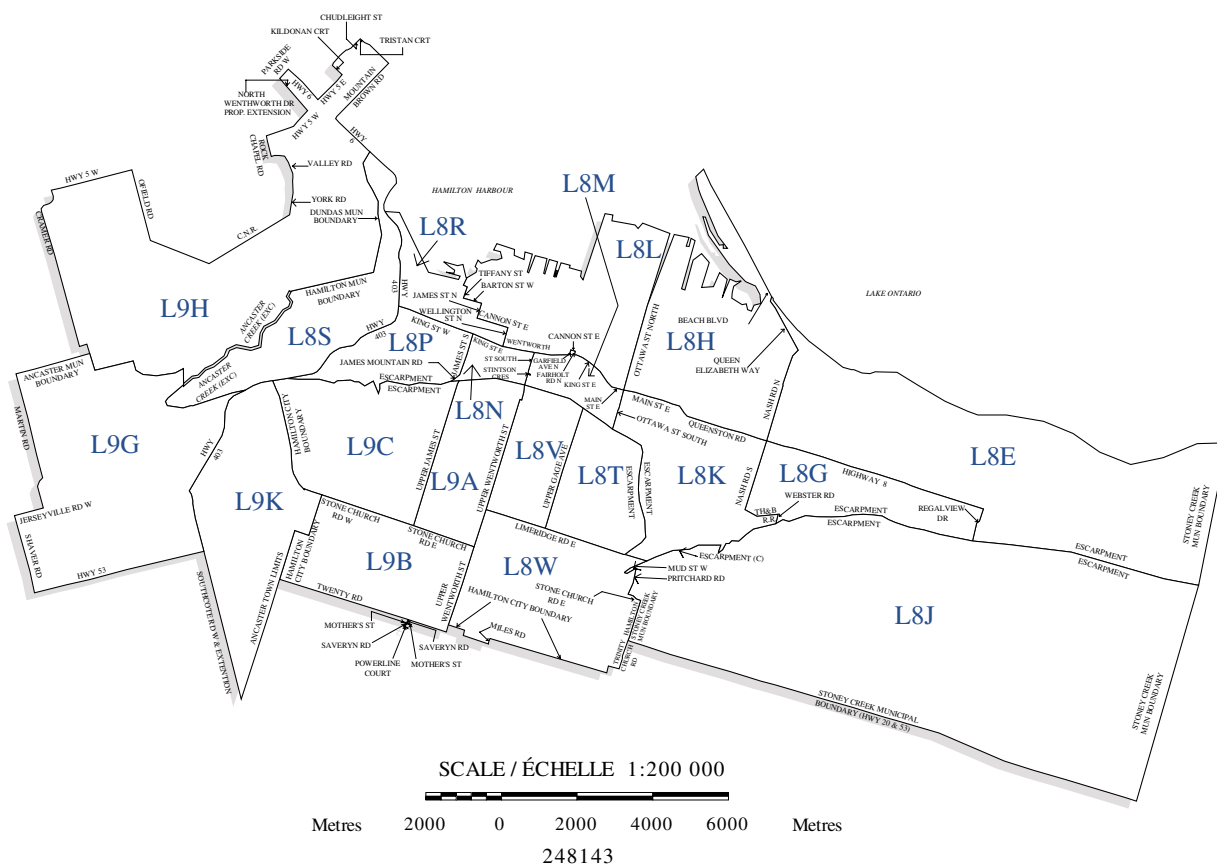 CHUDLEIGHT ST
KILDONAN CRT
TRISTAN CRT
PARKSIDE
RD W
HWY 6
HWY 5 E
MOUNTAIN
BROWN RD
NORTH
WENTHWORTH DR
PROP. EXTENSION
HWY 5 W
HWY
6
ROCK
CHAPEL RD
VALLEY RD
HWY 5 W
OFIELD RD
CRAMER RD
YORK RD
DUNDAS MUN
BOUNDARY
C.N.R.
HAMILTON HARBOUR
L8M
L8R
L8L
TIFFANY ST
BARTON ST W
HWY
403
HAMILTON MUN
BOUNDARY
JAMES ST N
WELLINGTON
ST N
CANNON ST E
LAKE ONTARIO
L9H
ANCASTER
CREEK (EXC)
L8S
HWY
403
KING ST W
L8P
JAMES ST S
KING ST E
WENTWORTH
ST SOUTH
CANNON ST E
GARFIELD
AVE N
FAIRHOLT
RD N
STINTSON
CRES
KING ST E
OTTAWA ST NORTH
BEACH BLVD
L8H
QUEEN
ELIZABETH WAY
JAMES MOUNTAIN RD
ANCASTER MUN
BOUNDARY
ANCASTER
CREEK (EXC)
ESCARPMENT
ESCARPMENT
MAIN
ST E
MAIN ST E
QUEENSTON RD
NASH RD N
OTTAWA ST SOUTH
MARTIN RD
L9G
HWY
403
HAMILTON CITY
BOUNDARY
L9C
L8N
UPPER JAMES ST
L9A
UPPER WENTWORTH ST
L8V
UPPER GAGE AVE
L8T
ESCARPMENT
ESCARPMENT
L8K
NASH RD S
L8G
HIGHWAY 8
L8E
WEBSTER RD
TH&B
R.R.
REGALVIEW
DR
ESCARPMENT
ESCARPMENT
STONEY CREEK
MUN BOUNDARY
JERSEYVILLE RD W
L9K
STONE CHURCH
RD W
STONE CHURCH
RD E
LIMERIDGE RD E
ESCARPMENT (C)
ESCARPMENT
ESCARPMENT
SHAVER RD
HWY 53
HAMILTON
CITY BOUNDARY
L9B
L8W
MUD ST W
PRITCHARD RD
STONE CHURCH
RD E
TWENTY RD
UPPER
WENTWORTH ST
HAMILTON CITY BOUNDARY
HAMILTON
STONEY CREEK
MUN BOUNDARY
L8J
SOUTHCOTE RD W & EXTENTION
ANCASTER TOWN LIMITS
MOTHER'S ST
SAVERYN RD
POWERLINE
COURT
SAVERYN RD
MOTHER'S ST
MILES RD
TRINITY
CHURCH
RD
STONEY CREEK MUNICIPAL
BOUNDARY (HWY 20 & 53)
STONEY CREEK
MUN BOUNDARY
SCALE / ÉCHELLE 1:200 000
Metres 2000 0 2000 4000 6000 Metres
248143